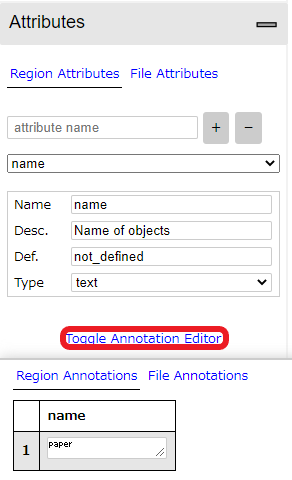 Attributes
Region Attributes File Attributes
attribute name + −
name
Name name
Desc. Name of objects
Def. not_defined
Type text
Toggle Annotation Editor
Region Annotations File Annotations
name
1 paper